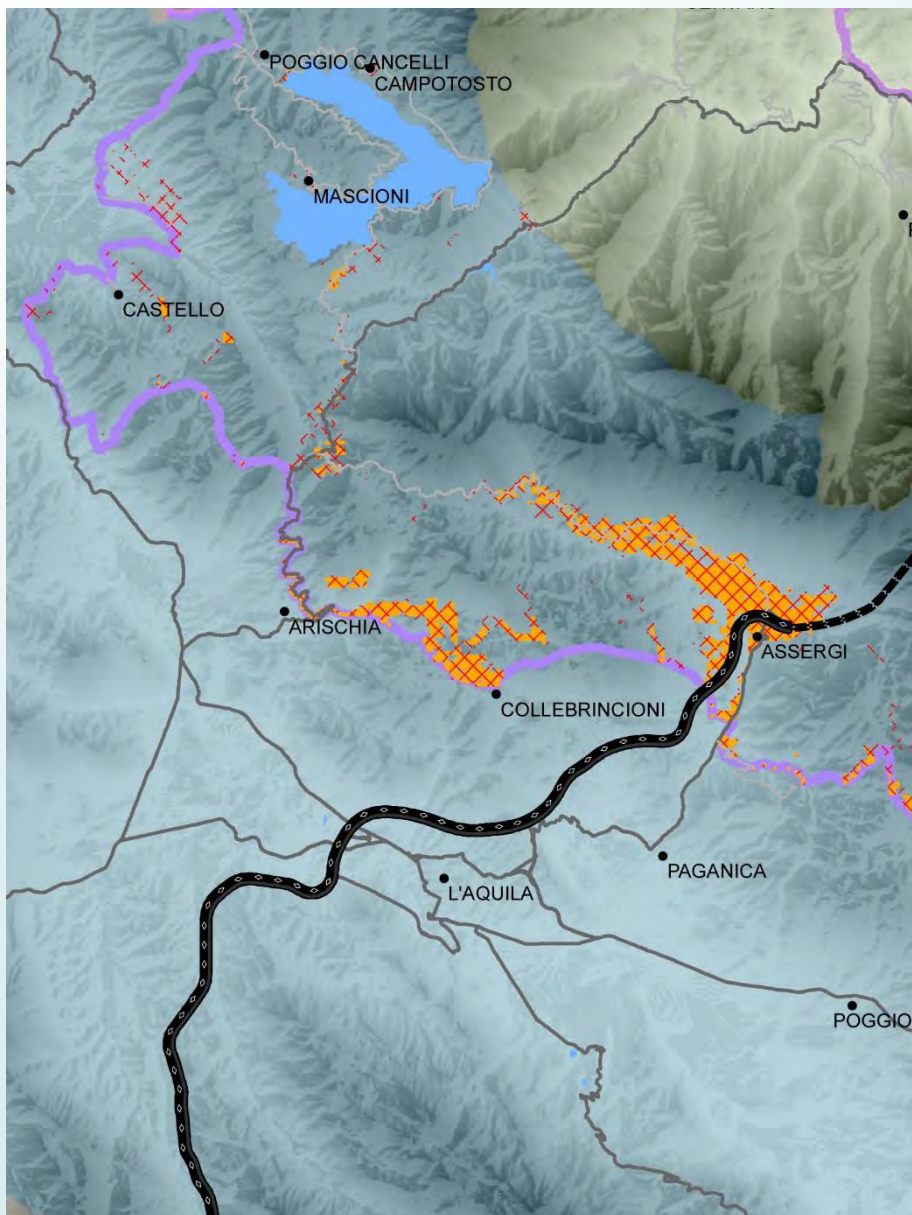 POGGIO CANCELLI
CAMPOTOSTO
MASCIONI
CASTELLO
ARISCHIA
ASSERGI
COLLEBRINCIONI
PAGANICA
L'AQUILA
POGGIO